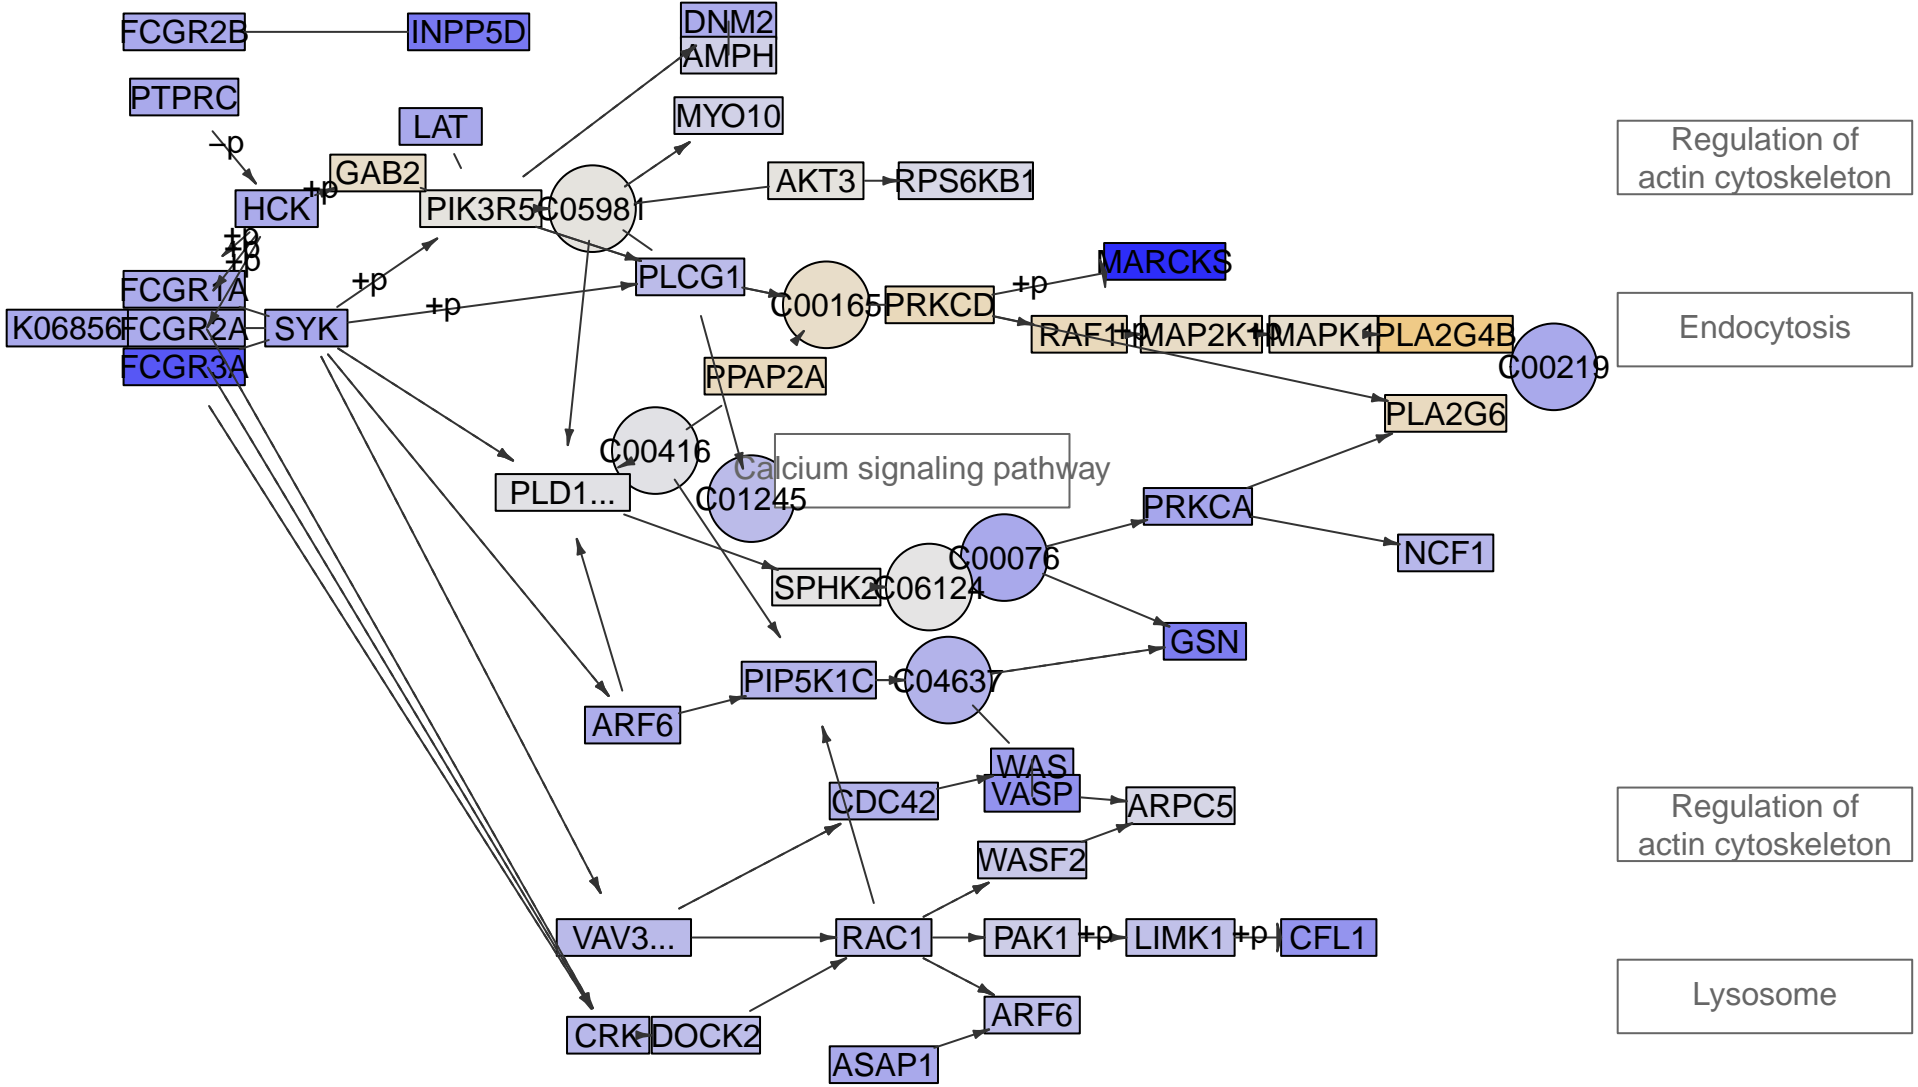 FCGR2B
INPP5D
DNM2
AMPH
PTPRC
LAT
MYO10
–p
GAB2
+p
HCK
PIK3R5
C05981
AKT3
RPS6KB1
Regulation of
actin cytoskeleton
+p
+p
+p
FCGR1A
+p
PLCG1
C00165
PRKCD
+p
MARCKS
K06856
FCGR2A
SYK
+p
RAF1
+p
MAP2K1
+p
MAPK1
PLA2G4B
Endocytosis
FCGR3A
PPAP2A
C00219
PLA2G6
C00416
Calcium signaling pathway
PLD1...
C01245
PRKCA
NCF1
SPHK2
C06124
C00076
GSN
PIP5K1C
C04637
ARF6
WAS
VASP
CDC42
ARPC5
Regulation of
actin cytoskeleton
WASF2
VAV3...
RAC1
PAK1
+p
LIMK1
+p
CFL1
Lysosome
ARF6
CRK
DOCK2
ASAP1